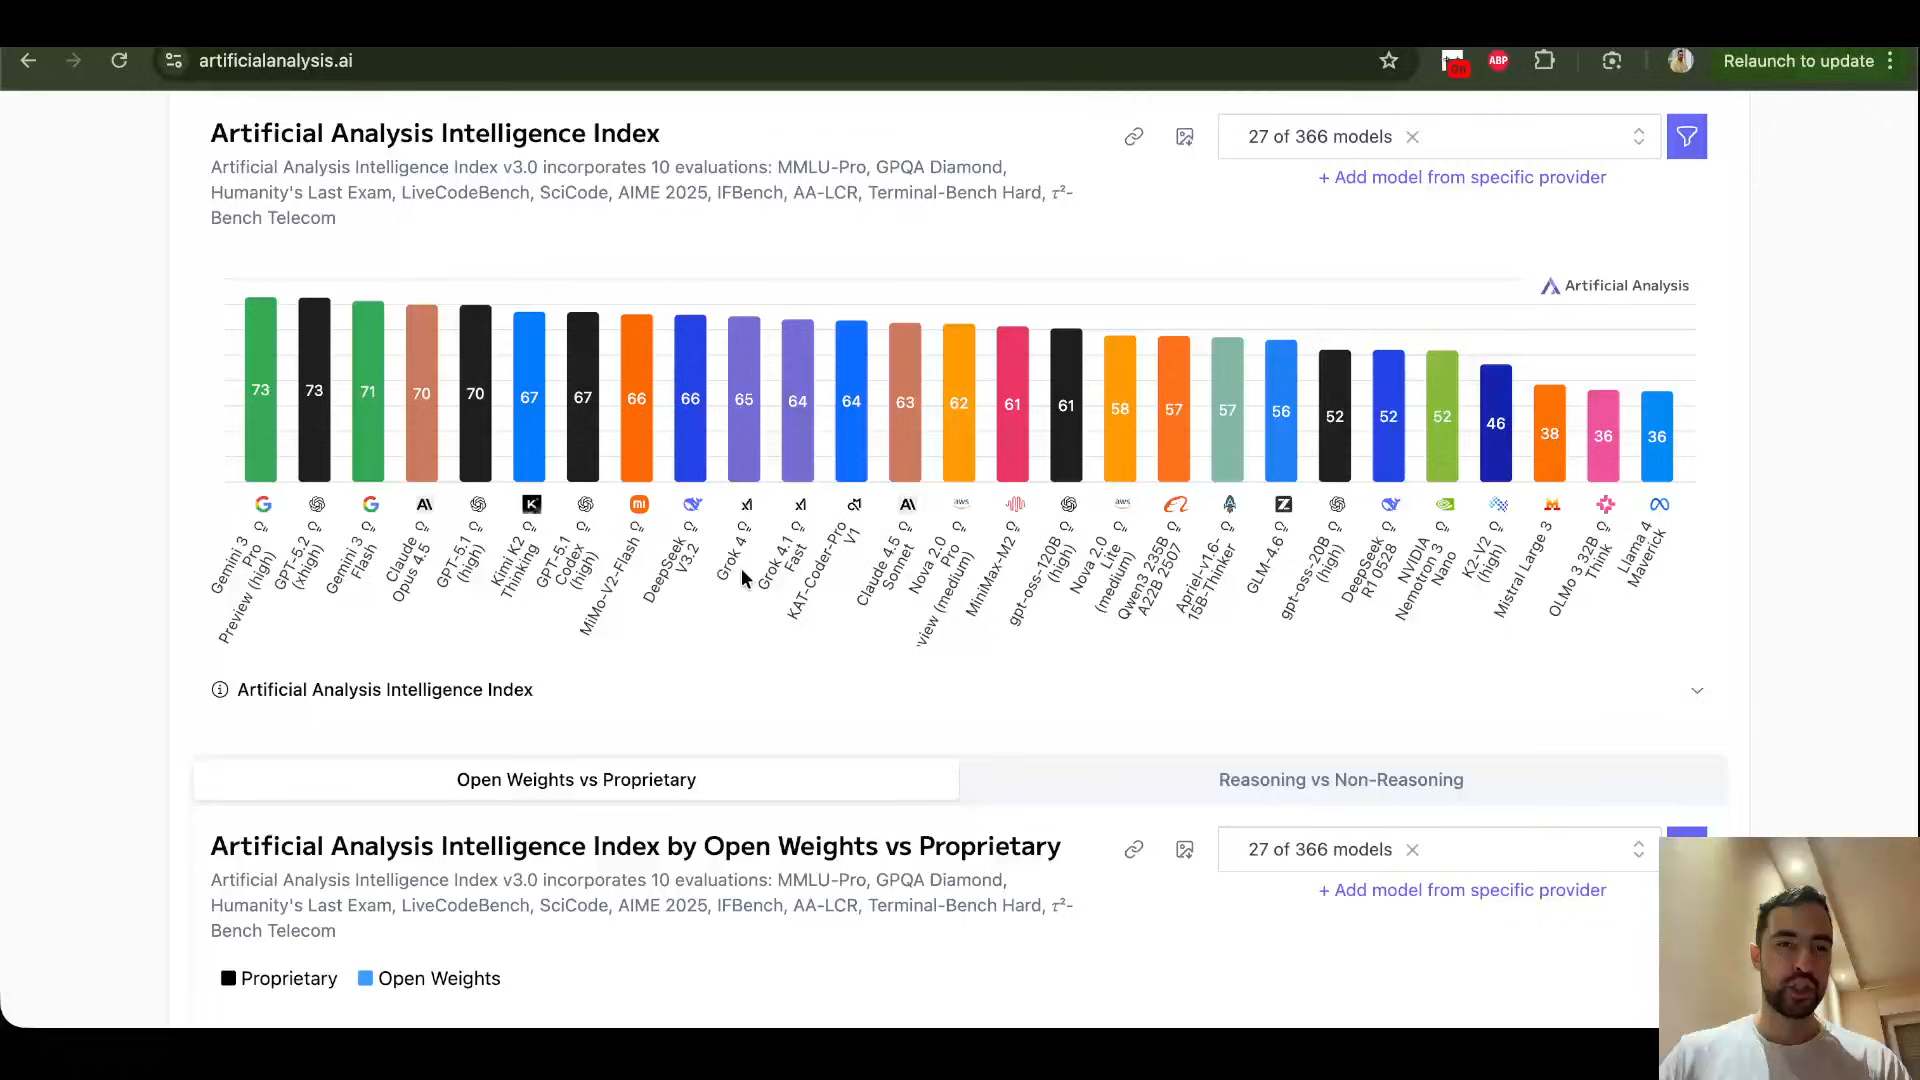 artificialanalysis.ai
On
ABP
Relaunch to update
Artificial Analysis Intelligence Index
27 of 366 models
Artificial Analysis Intelligence Index v3.0 incorporates 10 evaluations: MMLU-Pro, GPQA Diamond,
Humanity's Last Exam, LiveCodeBench, SciCode, AIME 2025, IFBench, AA-LCR, Terminal-Bench Hard, τ²-
Bench Telecom
+ Add model from specific provider
Artificial Analysis
73
73
71
70
70
67
67
66
66
65
64
64
63
62
61
61
58
57
57
56
52
52
52
46
38
36
36
Gemini 3
Pro
Preview (high)
GPT-5.2
(xhigh)
Gemini 3
Flash
Claude
Opus 4.5
GPT-5.1
(high)
Kimi K2
Thinking
GPT-5.1
Codex
(high)
MiMo-V2-Flash
DeepSeek
V3.2
Grok 4
Grok 4.1
Fast
KAT-Coder-Pro
V1
Claude 4.5
Sonnet
Nova 2.0
Pro
view (medium)
MiniMax-M2
gpt-oss-120B
(high)
Nova 2.0
Lite
(medium)
Qwen3 235B
A22B 2507
Apriel-v1.6-
15B-Thinker
GLM-4.6
gpt-oss-20B
(high)
DeepSeek
R1 0528
NVIDIA
Nemotron 3
Nano
K2-V2
(high)
Mistral Large 3
OLMo 3 32B
Think
Llama 4
Maverick
Artificial Analysis Intelligence Index
Open Weights vs Proprietary
Reasoning vs Non-Reasoning
Artificial Analysis Intelligence Index by Open Weights vs Proprietary
27 of 366 models
Artificial Analysis Intelligence Index v3.0 incorporates 10 evaluations: MMLU-Pro, GPQA Diamond,
Humanity's Last Exam, LiveCodeBench, SciCode, AIME 2025, IFBench, AA-LCR, Terminal-Bench Hard, τ²-
Bench Telecom
+ Add model from specific provider
Proprietary
Open Weights